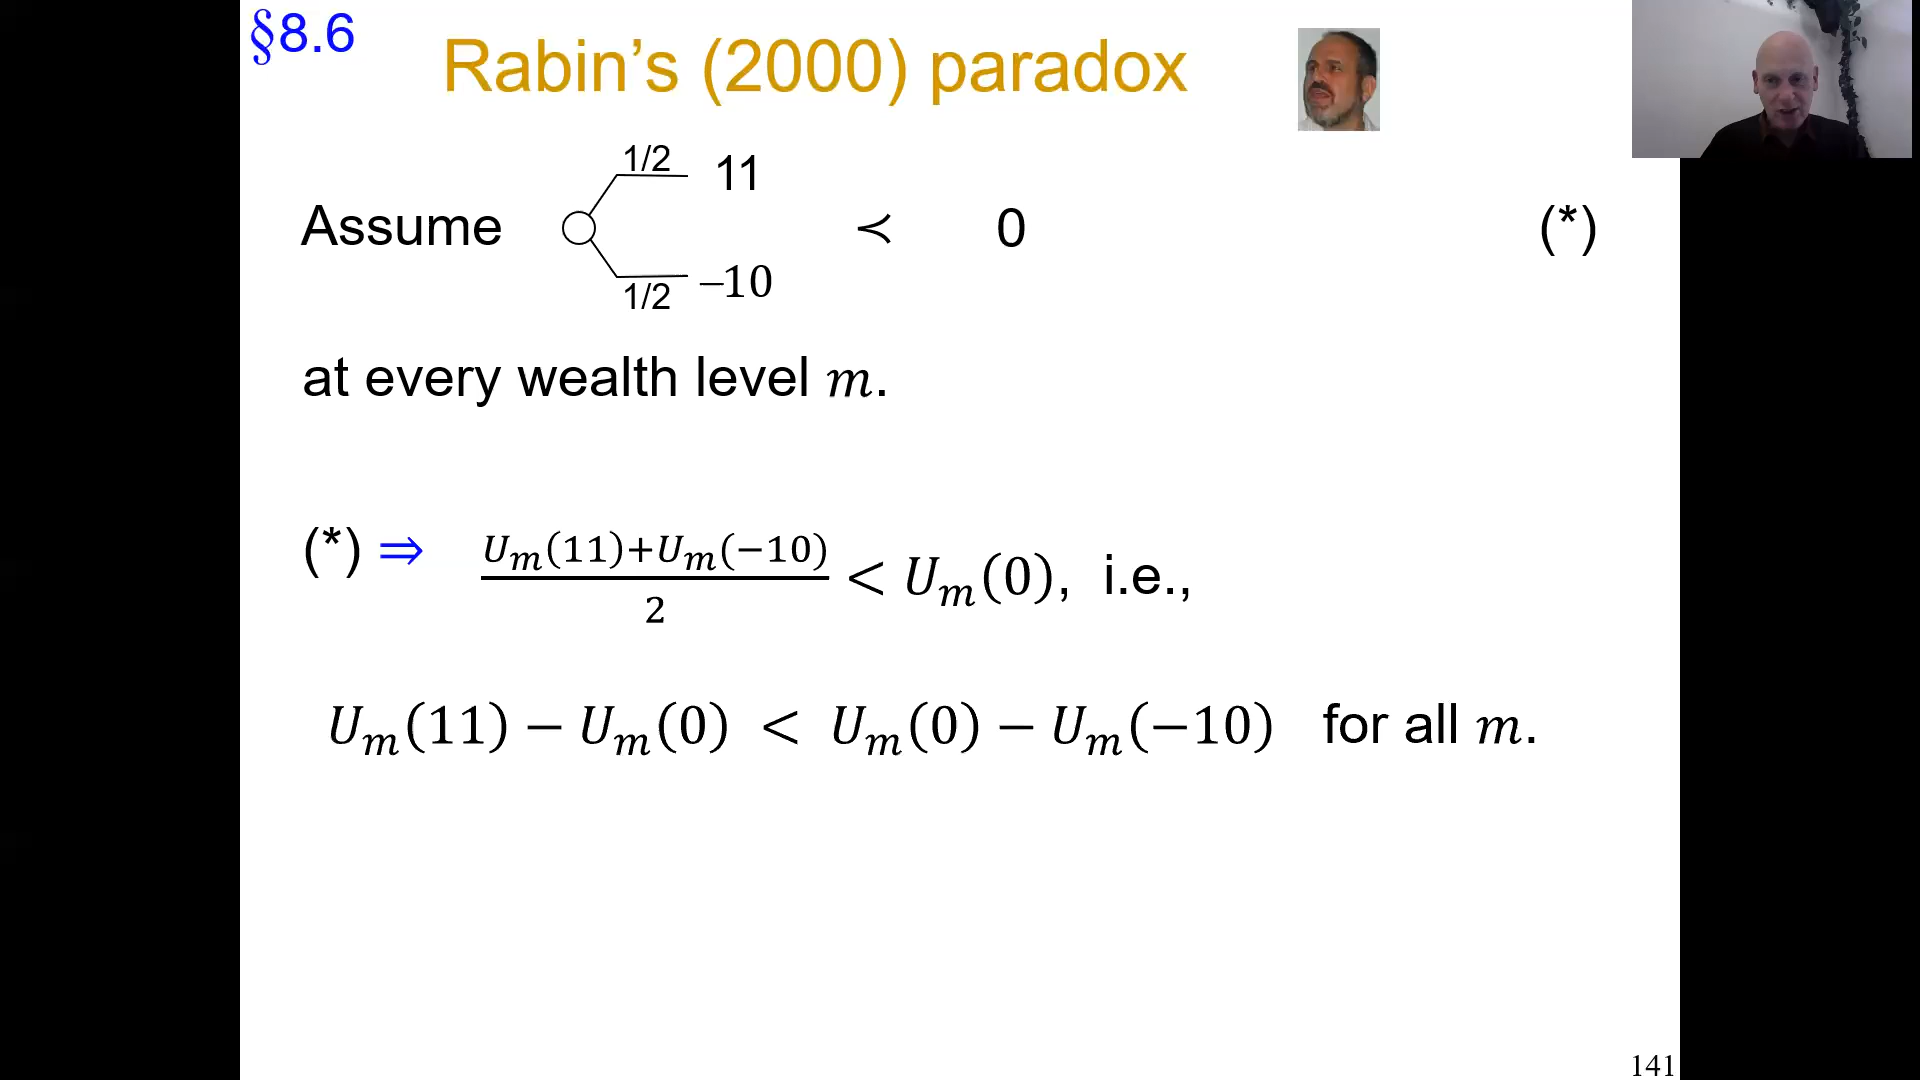 §8.6
Rabin’s (2000) paradox
1/2 11
Assume ≺ 0 (*)
1/2 –10
at every wealth level m.
(*) ⇒ \frac{U_m(11)+U_m(−10)}{2} < U_m(0), i.e.,
U_m(11) − U_m(0) < U_m(0) − U_m(−10) for all m.
141